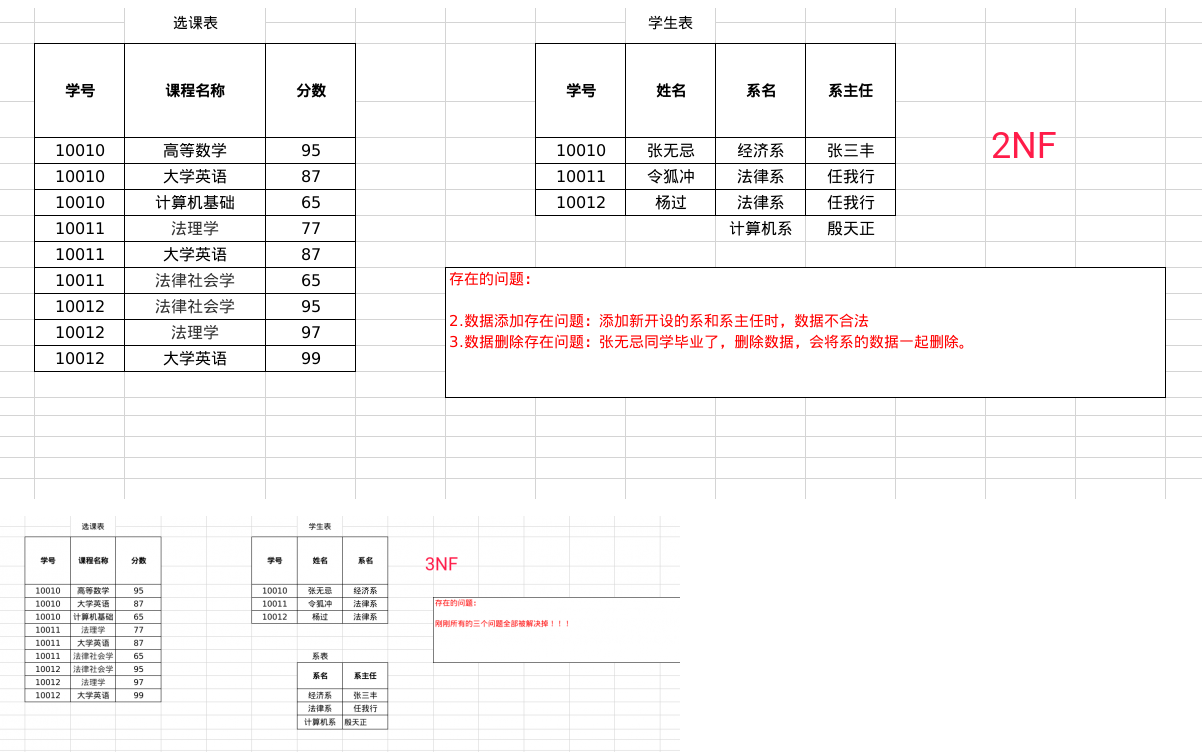 选课表
学号 课程名称 分数
10010 高等数学 95
10010 大学英语 87
10010 计算机基础 65
10011 法理学 77
10011 大学英语 87
10011 法律社会学 65
10012 法律社会学 95
10012 法理学 97
10012 大学英语 99
学生表
学号 姓名 系名 系主任
10010 张无忌 经济系 张三丰
10011 令狐冲 法律系 任我行
10012 杨过 法律系 任我行
计算机系 殷天正
2NF
存在的问题：
2.数据添加存在问题：添加新开设的系和系主任时，数据不合法
3.数据删除存在问题：张无忌同学毕业了，删除数据，会将系的数据一起删除。
选课表
学号 课程名称 分数
10010 高等数学 95
10010 大学英语 87
10010 计算机基础 65
10011 法理学 77
10011 大学英语 87
10011 法律社会学 65
10012 法律社会学 95
10012 法理学 97
10012 大学英语 99
学生表
学号 姓名 系名
10010 张无忌 经济系
10011 令狐冲 法律系
10012 杨过 法律系
系表
系名 系主任
经济系 张三丰
法律系 任我行
计算机系 殷天正
3NF
存在的问题：
刚刚所有的三个问题全部被解决掉！！！